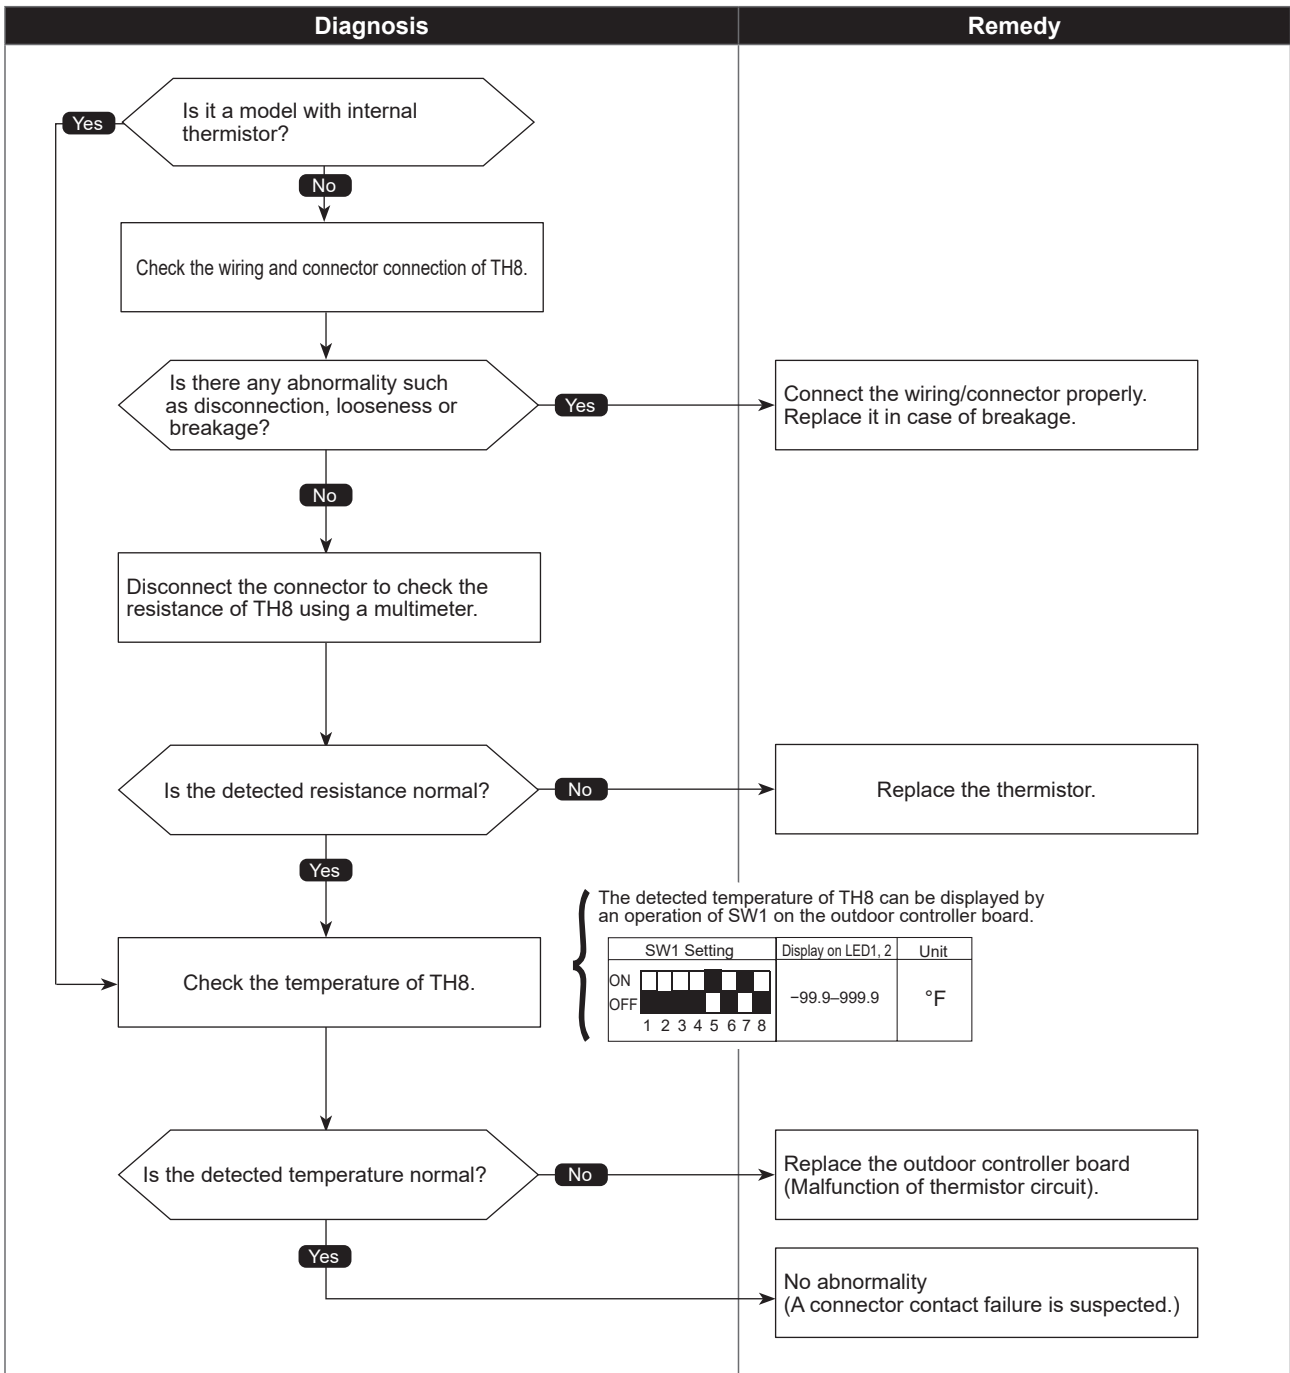 Diagnosis
Remedy
Is it a model with internal
thermistor?
Yes
No
Check the wiring and connector connection of TH8.
Is there any abnormality such
as disconnection, looseness or
breakage?
Yes
Connect the wiring/connector properly.
Replace it in case of breakage.
No
Disconnect the connector to check the
resistance of TH8 using a multimeter.
Is the detected resistance normal?
No
Replace the thermistor.
Yes
The detected temperature of TH8 can be displayed by
an operation of SW1 on the outdoor controller board.
SW1 Setting
Display on LED1, 2
Unit
ON
OFF
1 2 3 4 5 6 7 8
−99.9–999.9
°F
Check the temperature of TH8.
Is the detected temperature normal?
No
Replace the outdoor controller board
(Malfunction of thermistor circuit).
Yes
No abnormality
(A connector contact failure is suspected.)